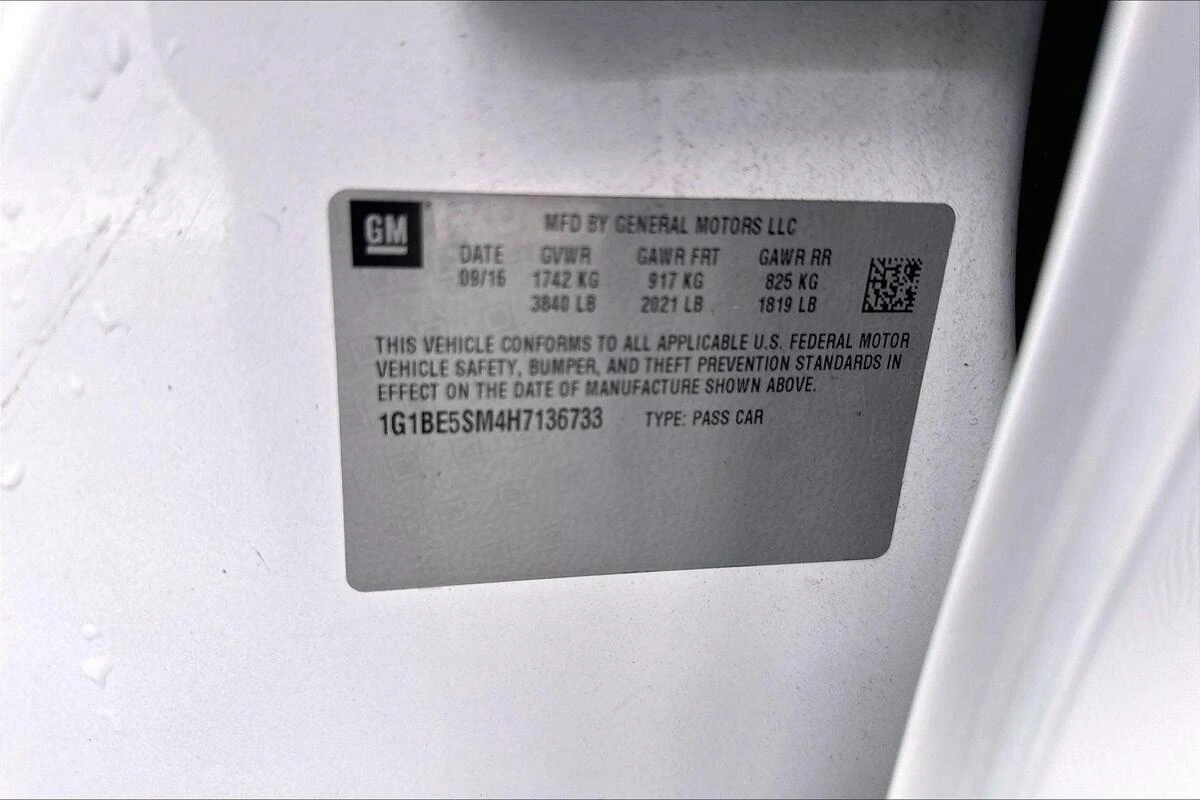 GM
MFD BY GENERAL MOTORS LLC
DATE GVWR GAWR FRT GAWR RR
09/16 1742 KG 917 KG 825 KG
3840 LB 2021 LB 1819 LB
THIS VEHICLE CONFORMS TO ALL APPLICABLE U.S. FEDERAL MOTOR
VEHICLE SAFETY, BUMPER, AND THEFT PREVENTION STANDARDS IN
EFFECT ON THE DATE OF MANUFACTURE SHOWN ABOVE.
1G1BE5SM4H7136733 TYPE: PASS CAR